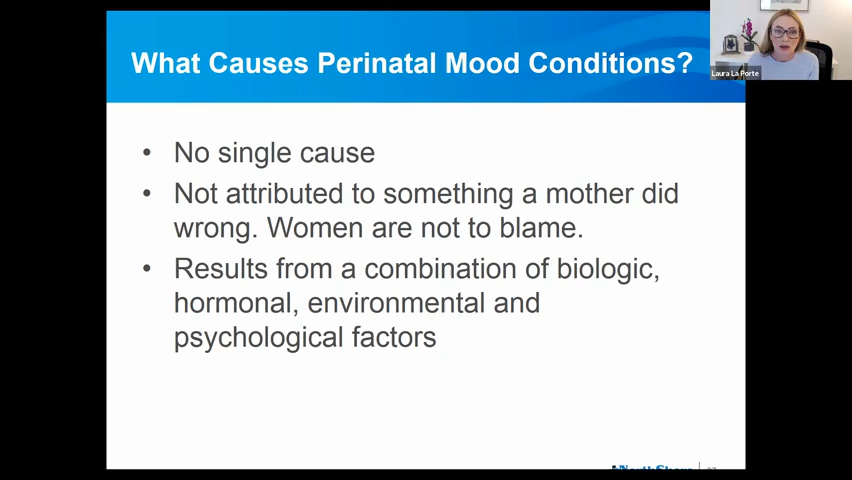 What Causes Perinatal Mood Conditions?
Laura La Porte
• No single cause
• Not attributed to something a mother did
wrong. Women are not to blame.
• Results from a combination of biologic,
hormonal, environmental and
psychological factors